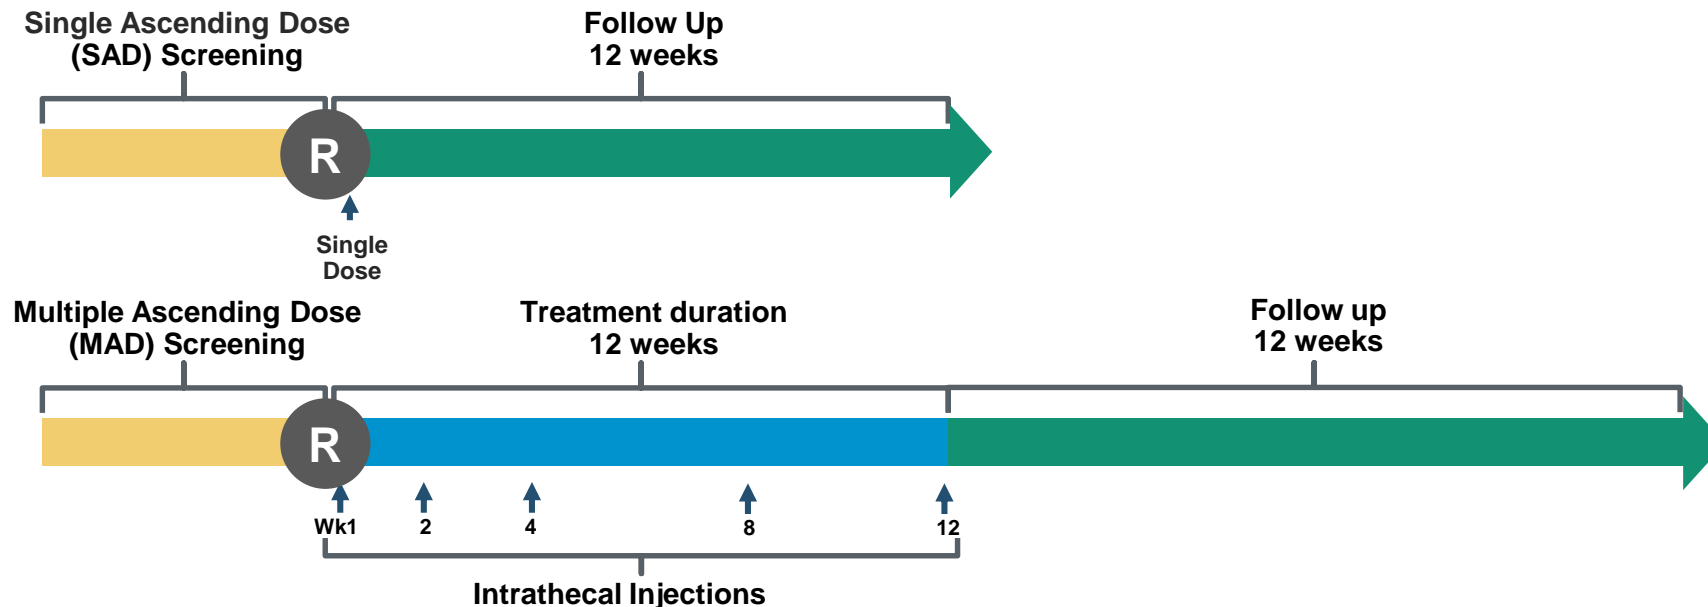 Single Ascending Dose
(SAD) Screening
Follow Up
12 weeks
R
Single
Dose
Multiple Ascending Dose
(MAD) Screening
Treatment duration
12 weeks
Follow up
12 weeks
R
Wk1 2 4 8 12
Intrathecal Injections